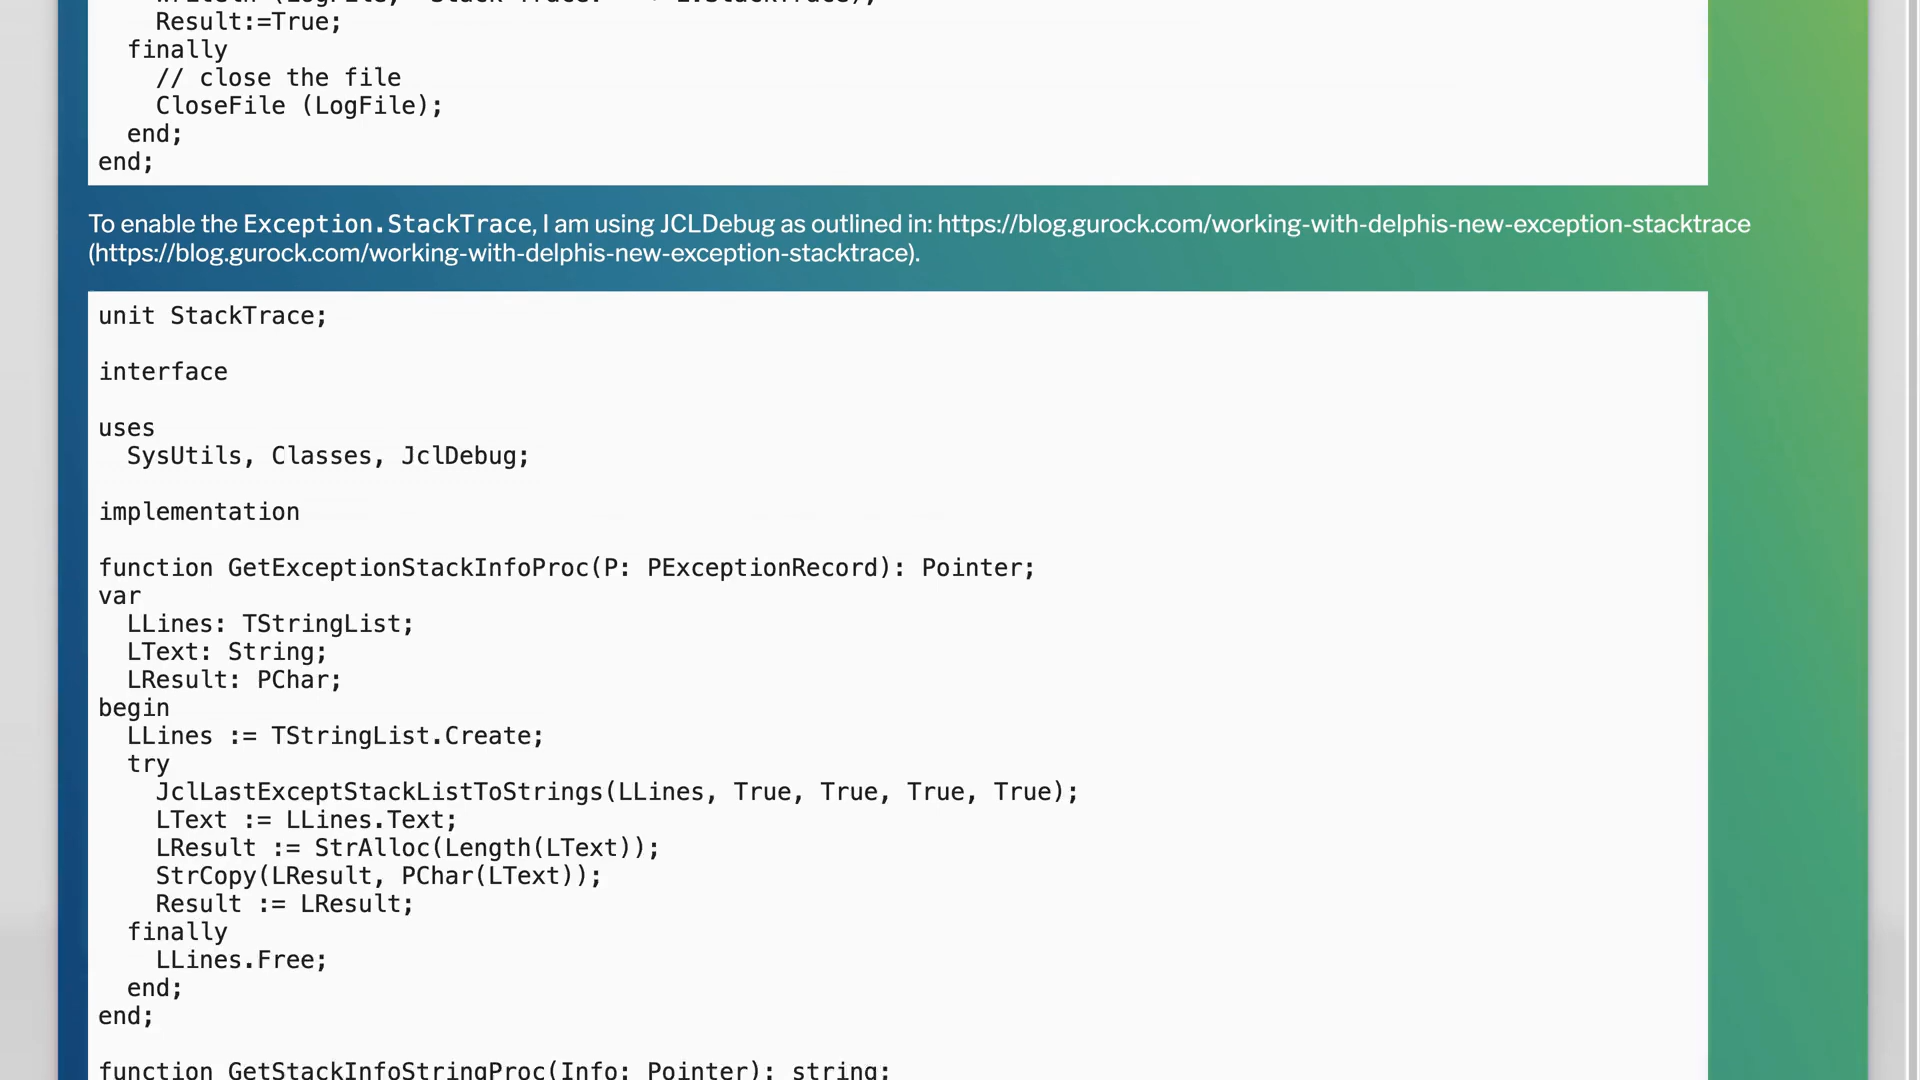 Result:=True;
finally
// close the file
CloseFile (LogFile);
end;
end;
To enable the Exception.StackTrace, I am using JCLDebug as outlined in: https://blog.gurock.com/working-with-delphis-new-exception-stacktrace
(https://blog.gurock.com/working-with-delphis-new-exception-stacktrace).
unit StackTrace;
interface
uses
SysUtils, Classes, JclDebug;
implementation
function GetExceptionStackInfoProc(P: PExceptionRecord): Pointer;
var
LLines: TStringList;
LText: String;
LResult: PChar;
begin
LLines := TStringList.Create;
try
JclLastExceptStackListToStrings(LLines, True, True, True, True);
LText := LLines.Text;
LResult := StrAlloc(Length(LText));
StrCopy(LResult, PChar(LText));
Result := LResult;
finally
LLines.Free;
end;
end;
function GetStackInfoStringProc(Info: Pointer): string;